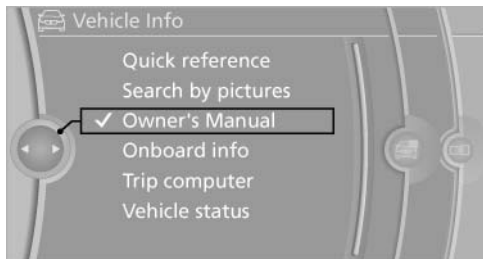 Vehicle Info
Quick reference
Search by pictures
Owner's Manual
Onboard info
Trip computer
Vehicle status